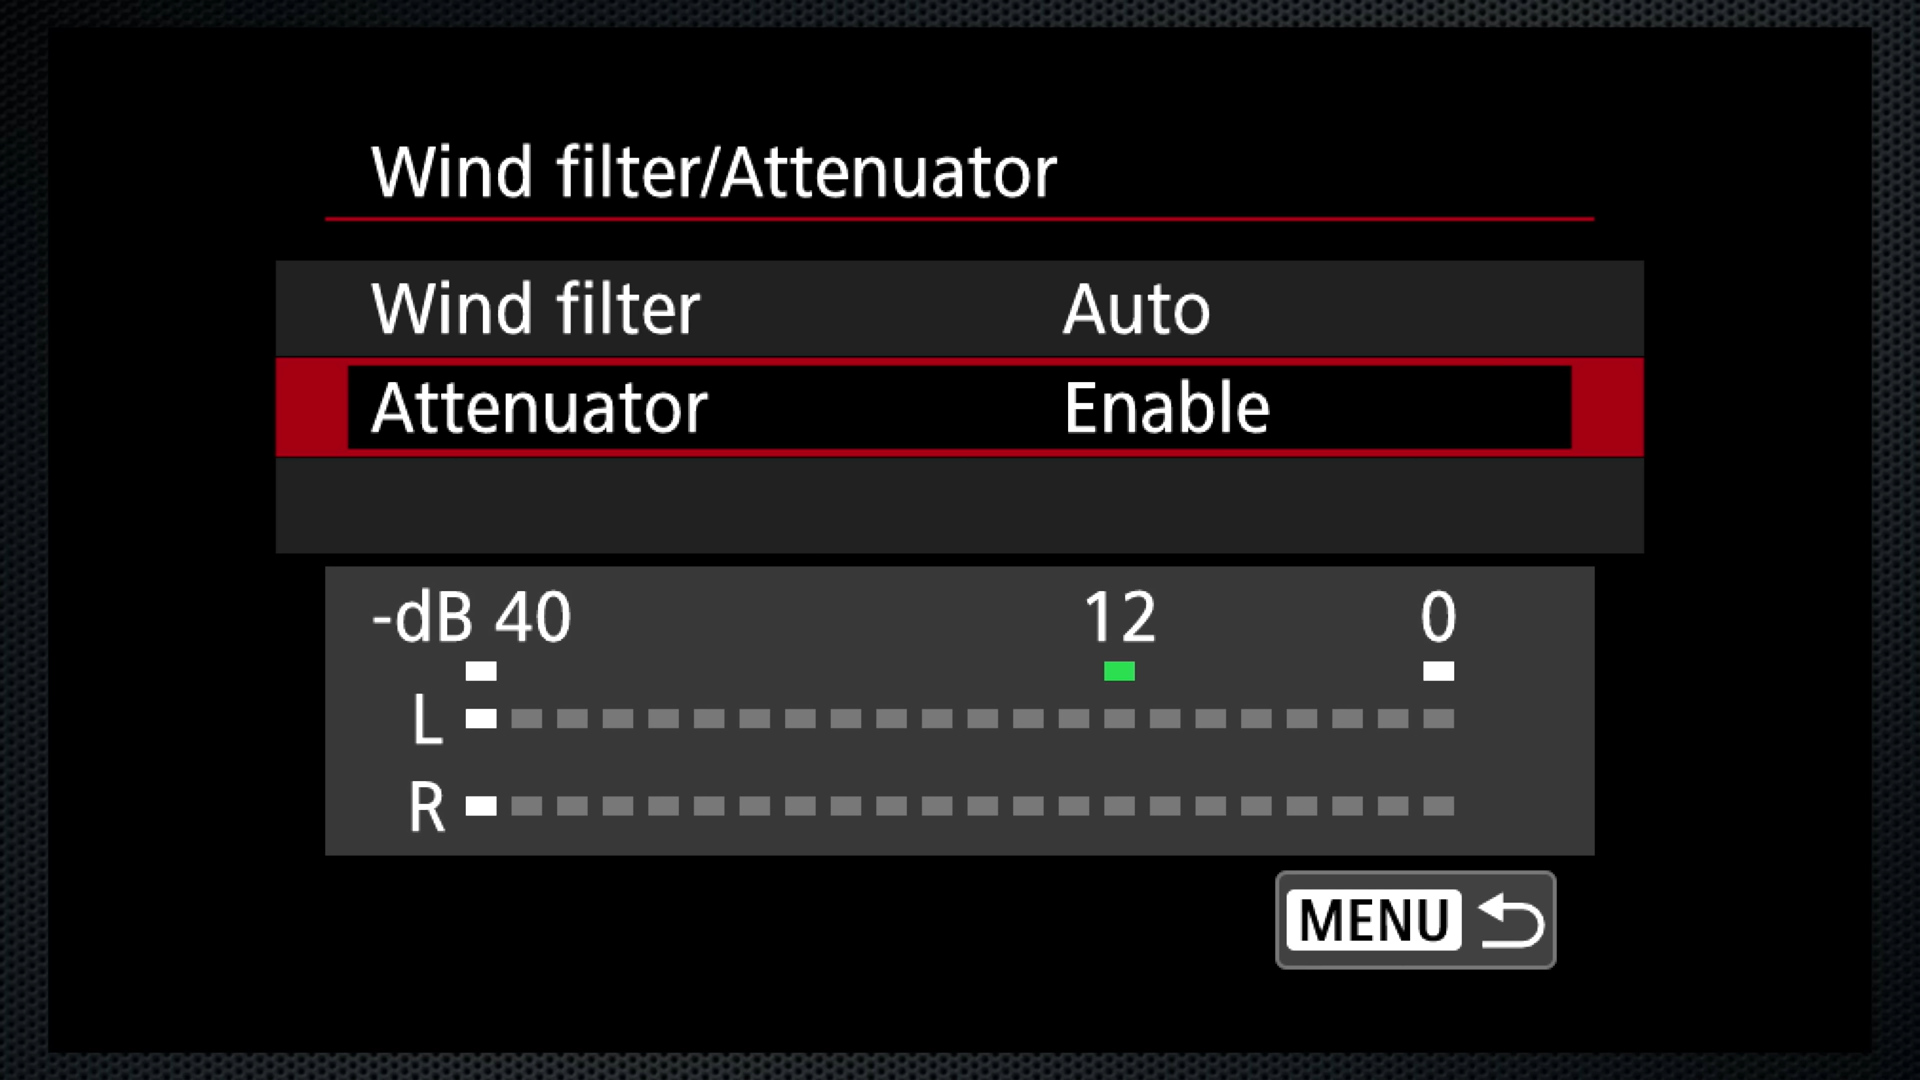 Wind filter/Attenuator
Wind filter Auto
Attenuator Enable
-dB 40 12 0
L
R
MENU